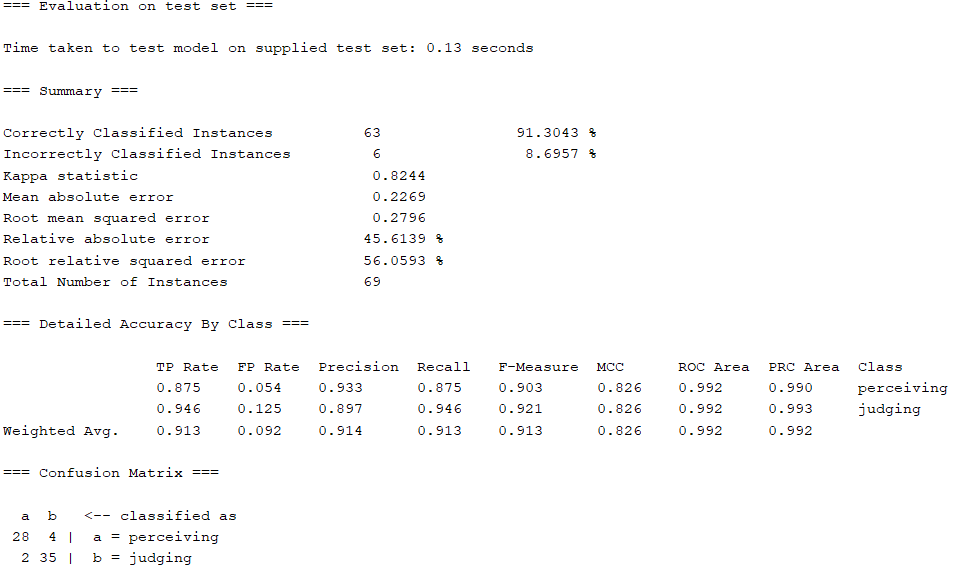 === Evaluation on test set ===
Time taken to test model on supplied test set: 0.13 seconds
=== Summary ===
Correctly Classified Instances 63 91.3043 %
Incorrectly Classified Instances 6 8.6957 %
Kappa statistic 0.8244
Mean absolute error 0.2269
Root mean squared error 0.2796
Relative absolute error 45.6139 %
Root relative squared error 56.0593 %
Total Number of Instances 69
=== Detailed Accuracy By Class ===
TP Rate FP Rate Precision Recall F-Measure MCC ROC Area PRC Area Class
0.875 0.054 0.933 0.875 0.903 0.826 0.992 0.990 perceiving
0.946 0.125 0.897 0.946 0.921 0.826 0.992 0.993 judging
Weighted Avg. 0.913 0.092 0.914 0.913 0.913 0.826 0.992 0.992
=== Confusion Matrix ===
a b <-- classified as
28 4 | a = perceiving
2 35 | b = judging